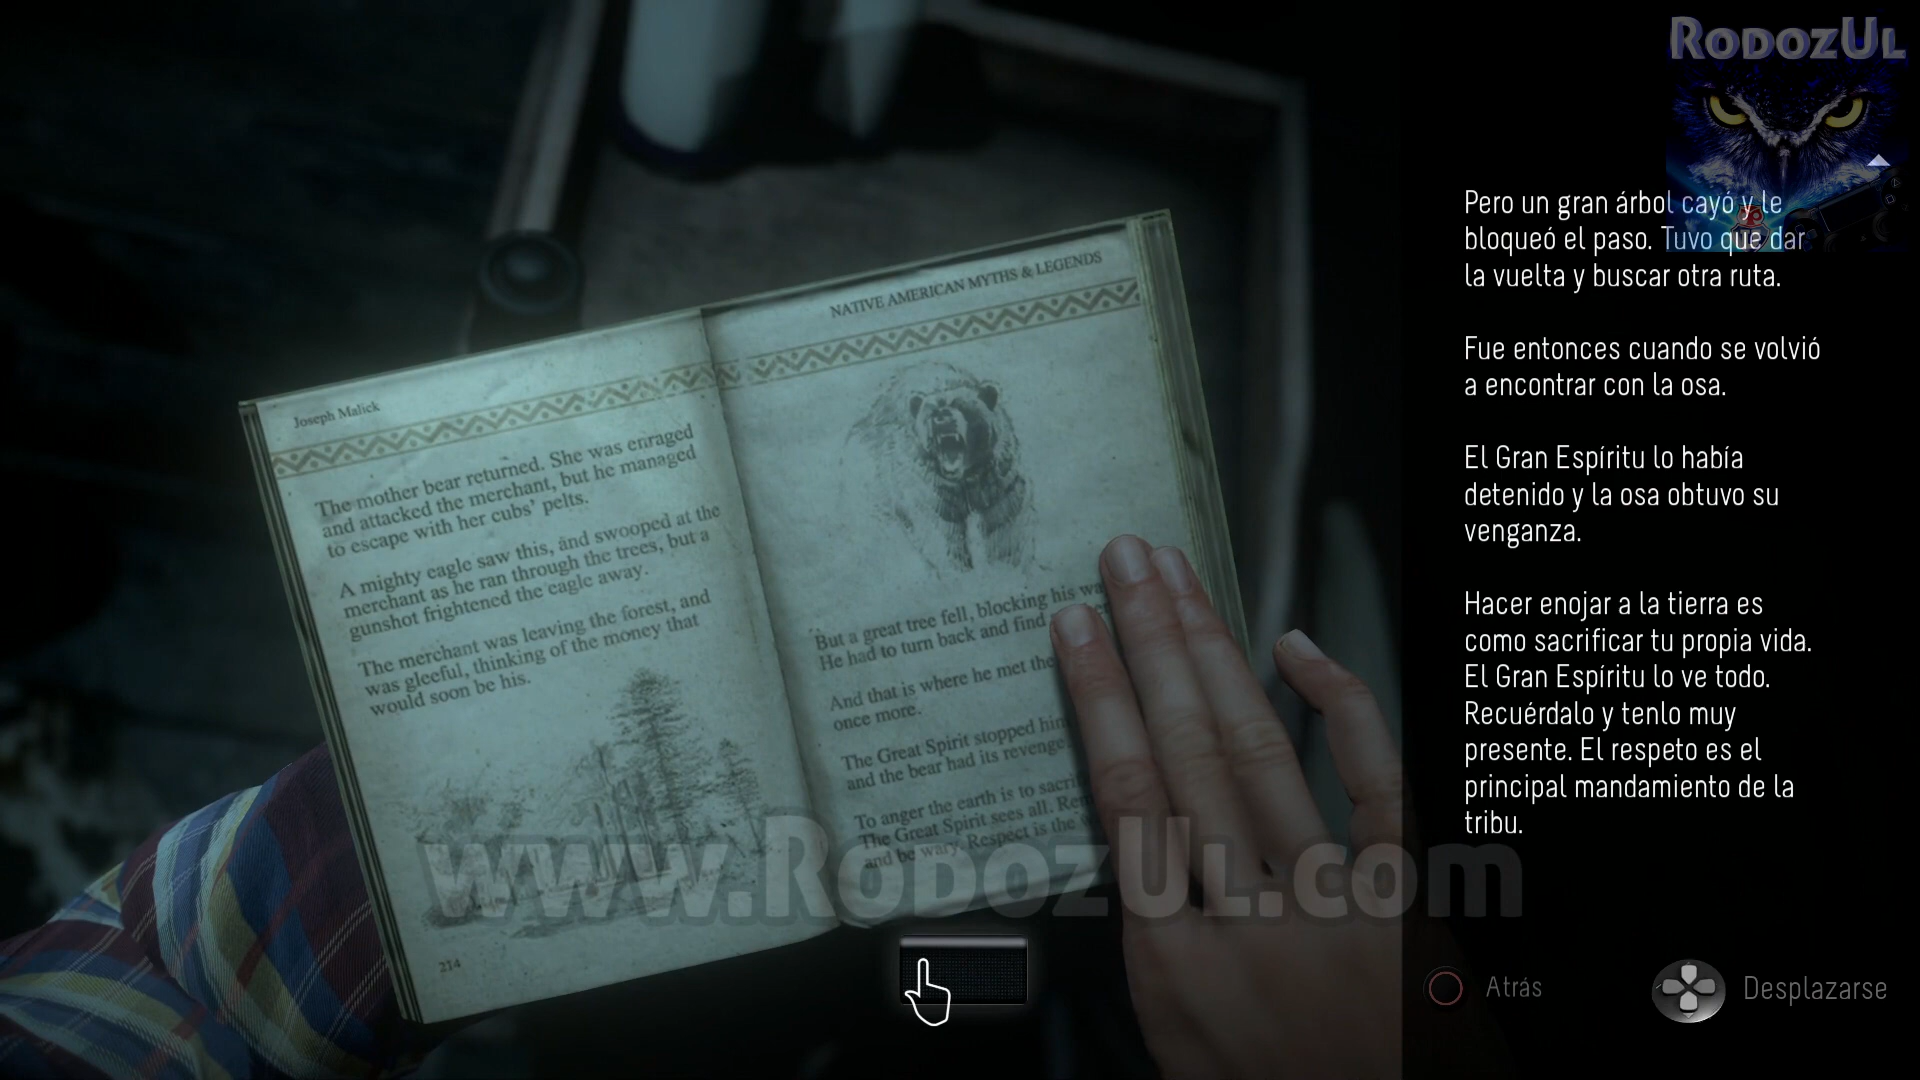 RODOZUL
NATIVE AMERICAN MYTHS & LEGENDS
Joseph Malick
The mother bear returned. She was enraged
and attacked the merchant, but he managed
to escape with her cubs' pelts.
A mighty eagle saw this, and swooped at the
merchant as he ran through the trees, but a
gunshot frightened the eagle away.
The merchant was leaving the forest, and
was gleeful, thinking of the money that
would soon be his.
214
But a great tree fell, blocking his
He had to turn back and find
And that is where he met the
once more.
The Great Spirit stopped him
and the bear had its revenge.
To anger the earth is to
The Great Spirit sees all.
and be wary. Respect is the
Pero un gran árbol cayó y le
bloqueó el paso. Tuvo que dar
la vuelta y buscar otra ruta.
Fue entonces cuando se volvió
a encontrar con la osa.
El Gran Espíritu lo había
detenido y la osa obtuvo su
venganza.
Hacer enojar a la tierra es
como sacrificar tu propia vida.
El Gran Espíritu lo ve todo.
Recuérdalo y tenlo muy
presente. El respeto es el
principal mandamiento de la
tribu.
www.RODOZUL.com
Atrás
Desplazarse